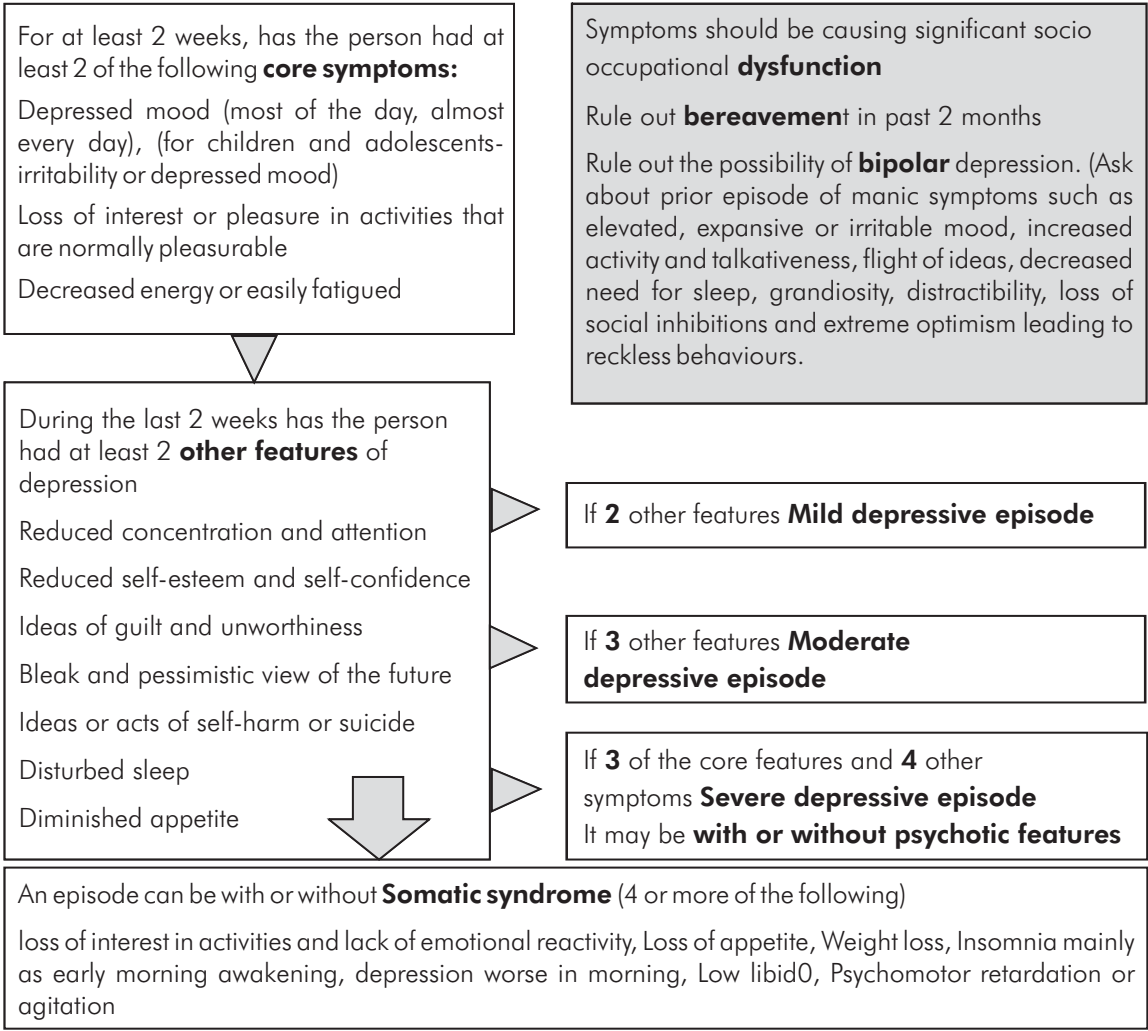 For at least 2 weeks, has the person had at
least 2 of the following core symptoms:
Depressed mood (most of the day, almost
every day), (for children and adolescents-
irritability or depressed mood)
Loss of interest or pleasure in activities that
are normally pleasurable
Decreased energy or easily fatigued
Symptoms should be causing significant socio
occupational dysfunction
Rule out bereavement in past 2 months
Rule out the possibility of bipolar depression. (Ask
about prior episode of manic symptoms such as
elevated, expansive or irritable mood, increased
activity and talkativeness, flight of ideas, decreased
need for sleep, grandiosity, distractibility, loss of
social inhibitions and extreme optimism leading to
reckless behaviours.
During the last 2 weeks has the person
had at least 2 other features of
depression
Reduced concentration and attention
Reduced self-esteem and self-confidence
Ideas of guilt and unworthiness
Bleak and pessimistic view of the future
Ideas or acts of self-harm or suicide
Disturbed sleep
Diminished appetite
If 2 other features Mild depressive episode
If 3 other features Moderate
depressive episode
If 3 of the core features and 4 other
symptoms Severe depressive episode
It may be with or without psychotic features
An episode can be with or without Somatic syndrome (4 or more of the following)
loss of interest in activities and lack of emotional reactivity, Loss of appetite, Weight loss, Insomnia mainly
as early morning awakening, depression worse in morning, Low libid0, Psychomotor retardation or
agitation